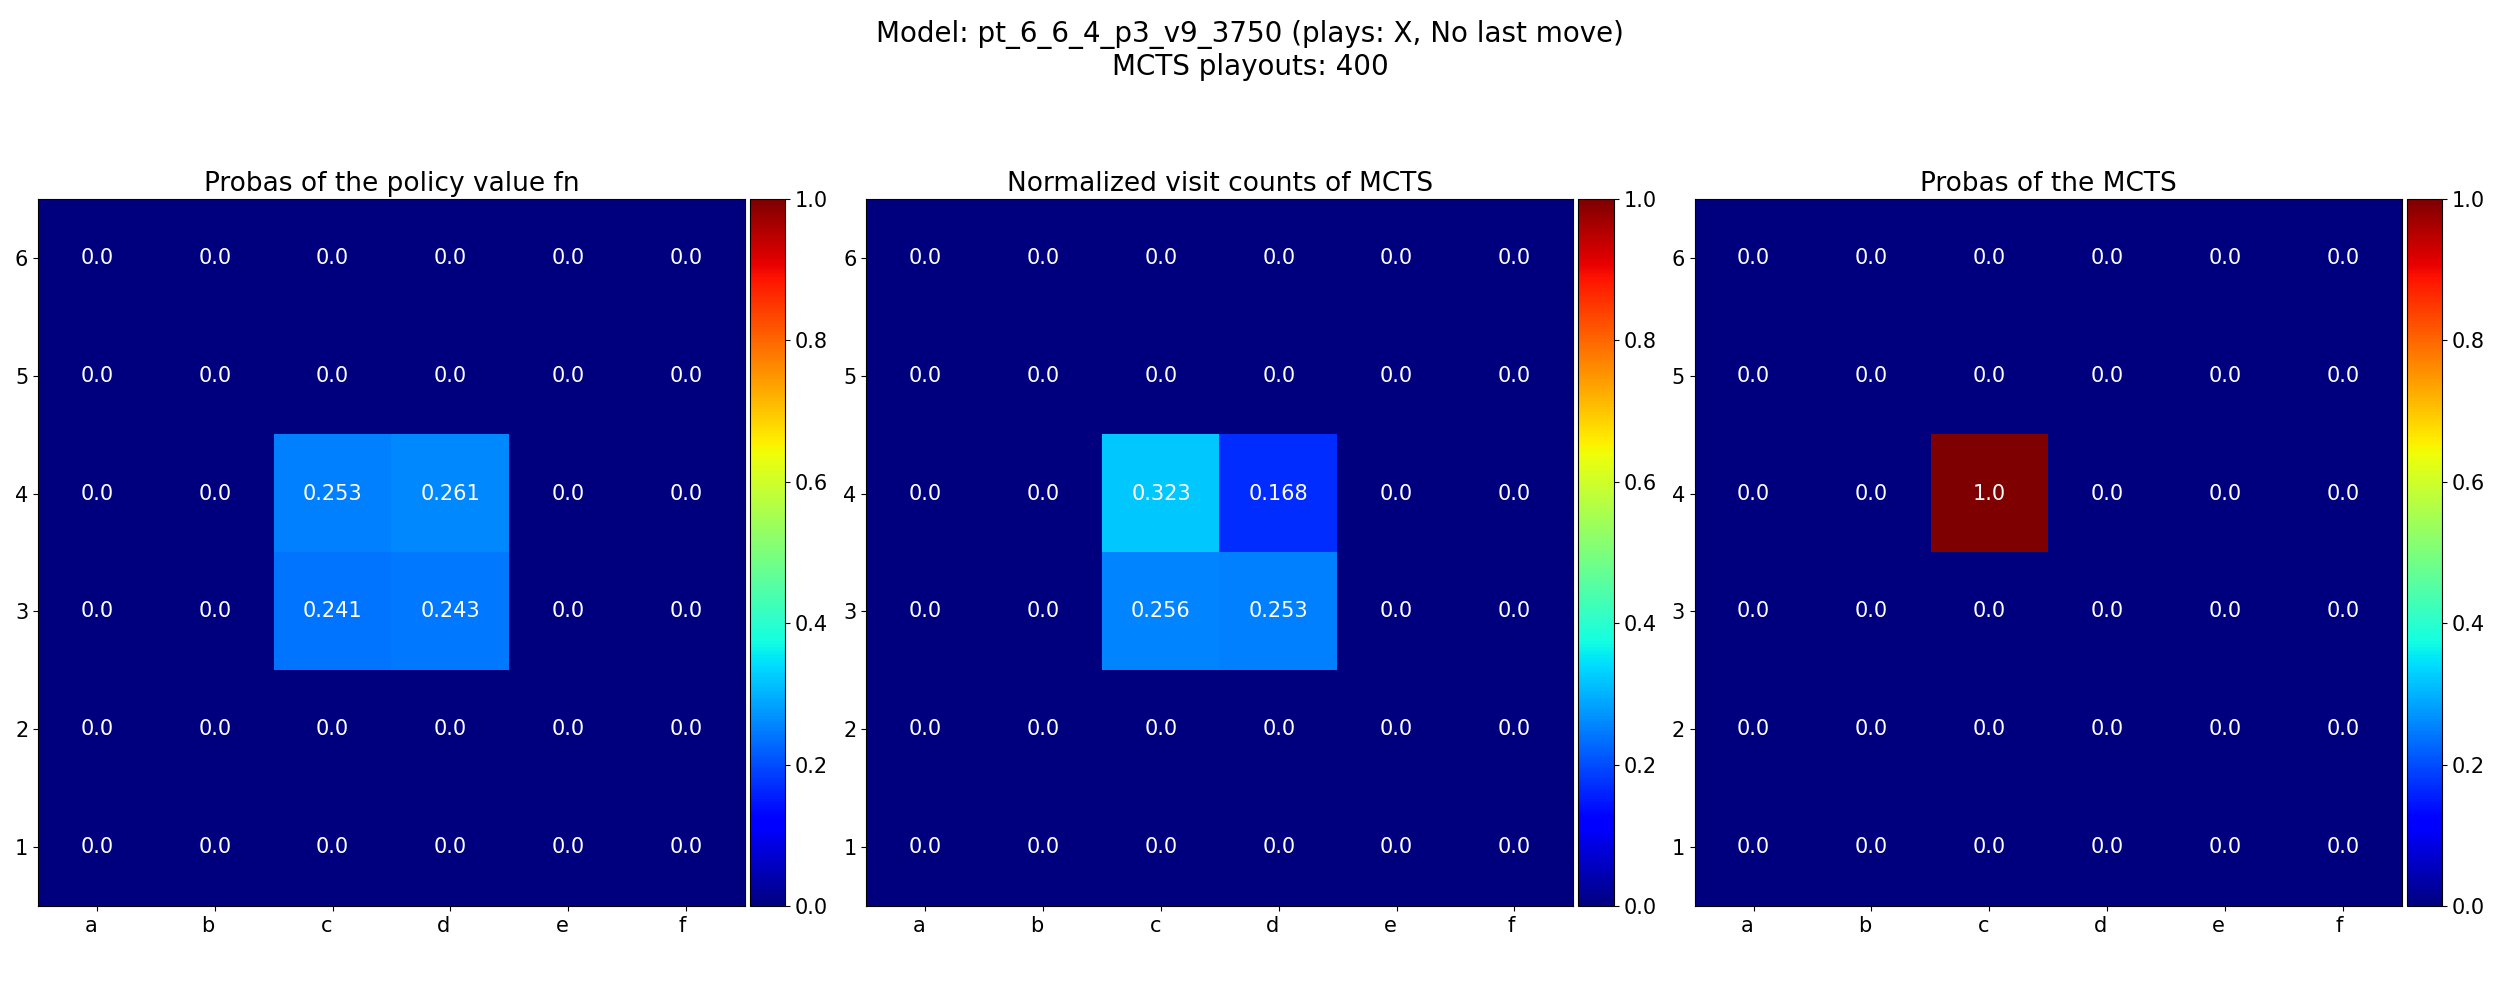 Model: pt_6_6_4_p3_v9_3750 (plays: X, No last move)
MCTS playouts: 400
Probas of the policy value fn
1.0
6 0.0 0.0 0.0 0.0 0.0 0.0
0.8
5 0.0 0.0 0.0 0.0 0.0 0.0
0.6
4 0.0 0.0 0.253 0.261 0.0 0.0
0.4
3 0.0 0.0 0.241 0.243 0.0 0.0
0.2
2 0.0 0.0 0.0 0.0 0.0 0.0
1 0.0 0.0 0.0 0.0 0.0 0.0
0.0
a b c d e f
Normalized visit counts of MCTS
1.0
6 0.0 0.0 0.0 0.0 0.0 0.0
0.8
5 0.0 0.0 0.0 0.0 0.0 0.0
0.6
4 0.0 0.0 0.323 0.168 0.0 0.0
0.4
3 0.0 0.0 0.256 0.253 0.0 0.0
0.2
2 0.0 0.0 0.0 0.0 0.0 0.0
1 0.0 0.0 0.0 0.0 0.0 0.0
0.0
a b c d e f
Probas of the MCTS
1.0
6 0.0 0.0 0.0 0.0 0.0 0.0
0.8
5 0.0 0.0 0.0 0.0 0.0 0.0
0.6
4 0.0 0.0 1.0 0.0 0.0 0.0
0.4
3 0.0 0.0 0.0 0.0 0.0 0.0
0.2
2 0.0 0.0 0.0 0.0 0.0 0.0
1 0.0 0.0 0.0 0.0 0.0 0.0
0.0
a b c d e f